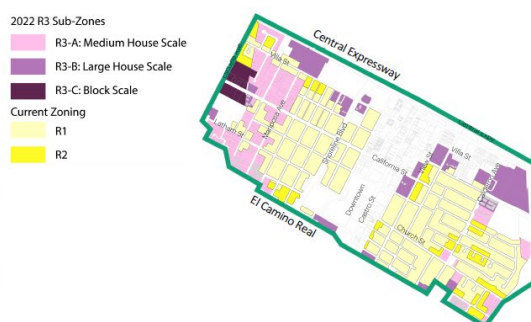 2022 R3 Sub-Zones
R3-A: Medium House Scale
R3-B: Large House Scale
R3-C: Block Scale
Current Zoning
R1
R2
Central Expressway
Villa St
Mariposa Ave
Latham St
Shoreline Blvd
California St
Villa St
Downtown
Castro St
Church St
El Camino Real